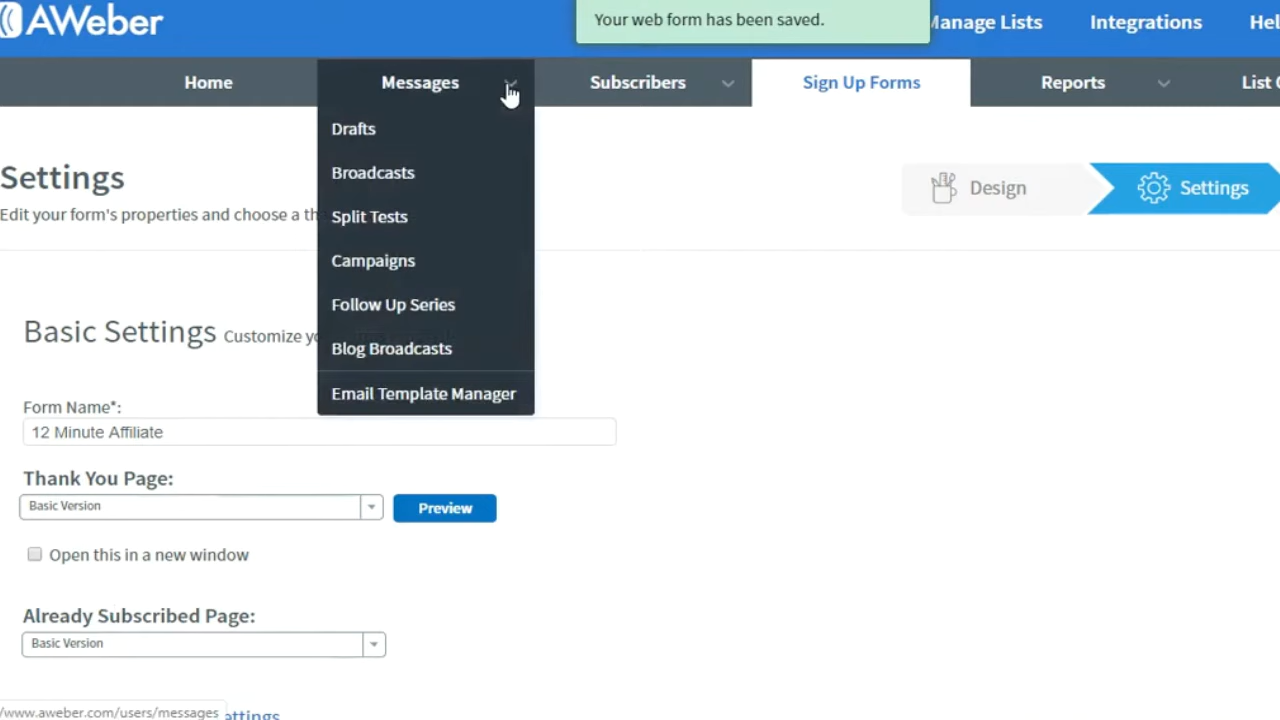 AWeber
Your web form has been saved.
Manage Lists
Integrations
Hel
Home
Messages
Subscribers
Sign Up Forms
Reports
List
Drafts
Broadcasts
Split Tests
Campaigns
Follow Up Series
Blog Broadcasts
Email Template Manager
Settings
Edit your form's properties and choose a th
Design
Settings
Basic Settings Customize yo
Form Name*:
12 Minute Affiliate
Thank You Page:
Basic Version
Preview
Open this in a new window
Already Subscribed Page:
Basic Version
/www.aweber.com/users/messages
ettings